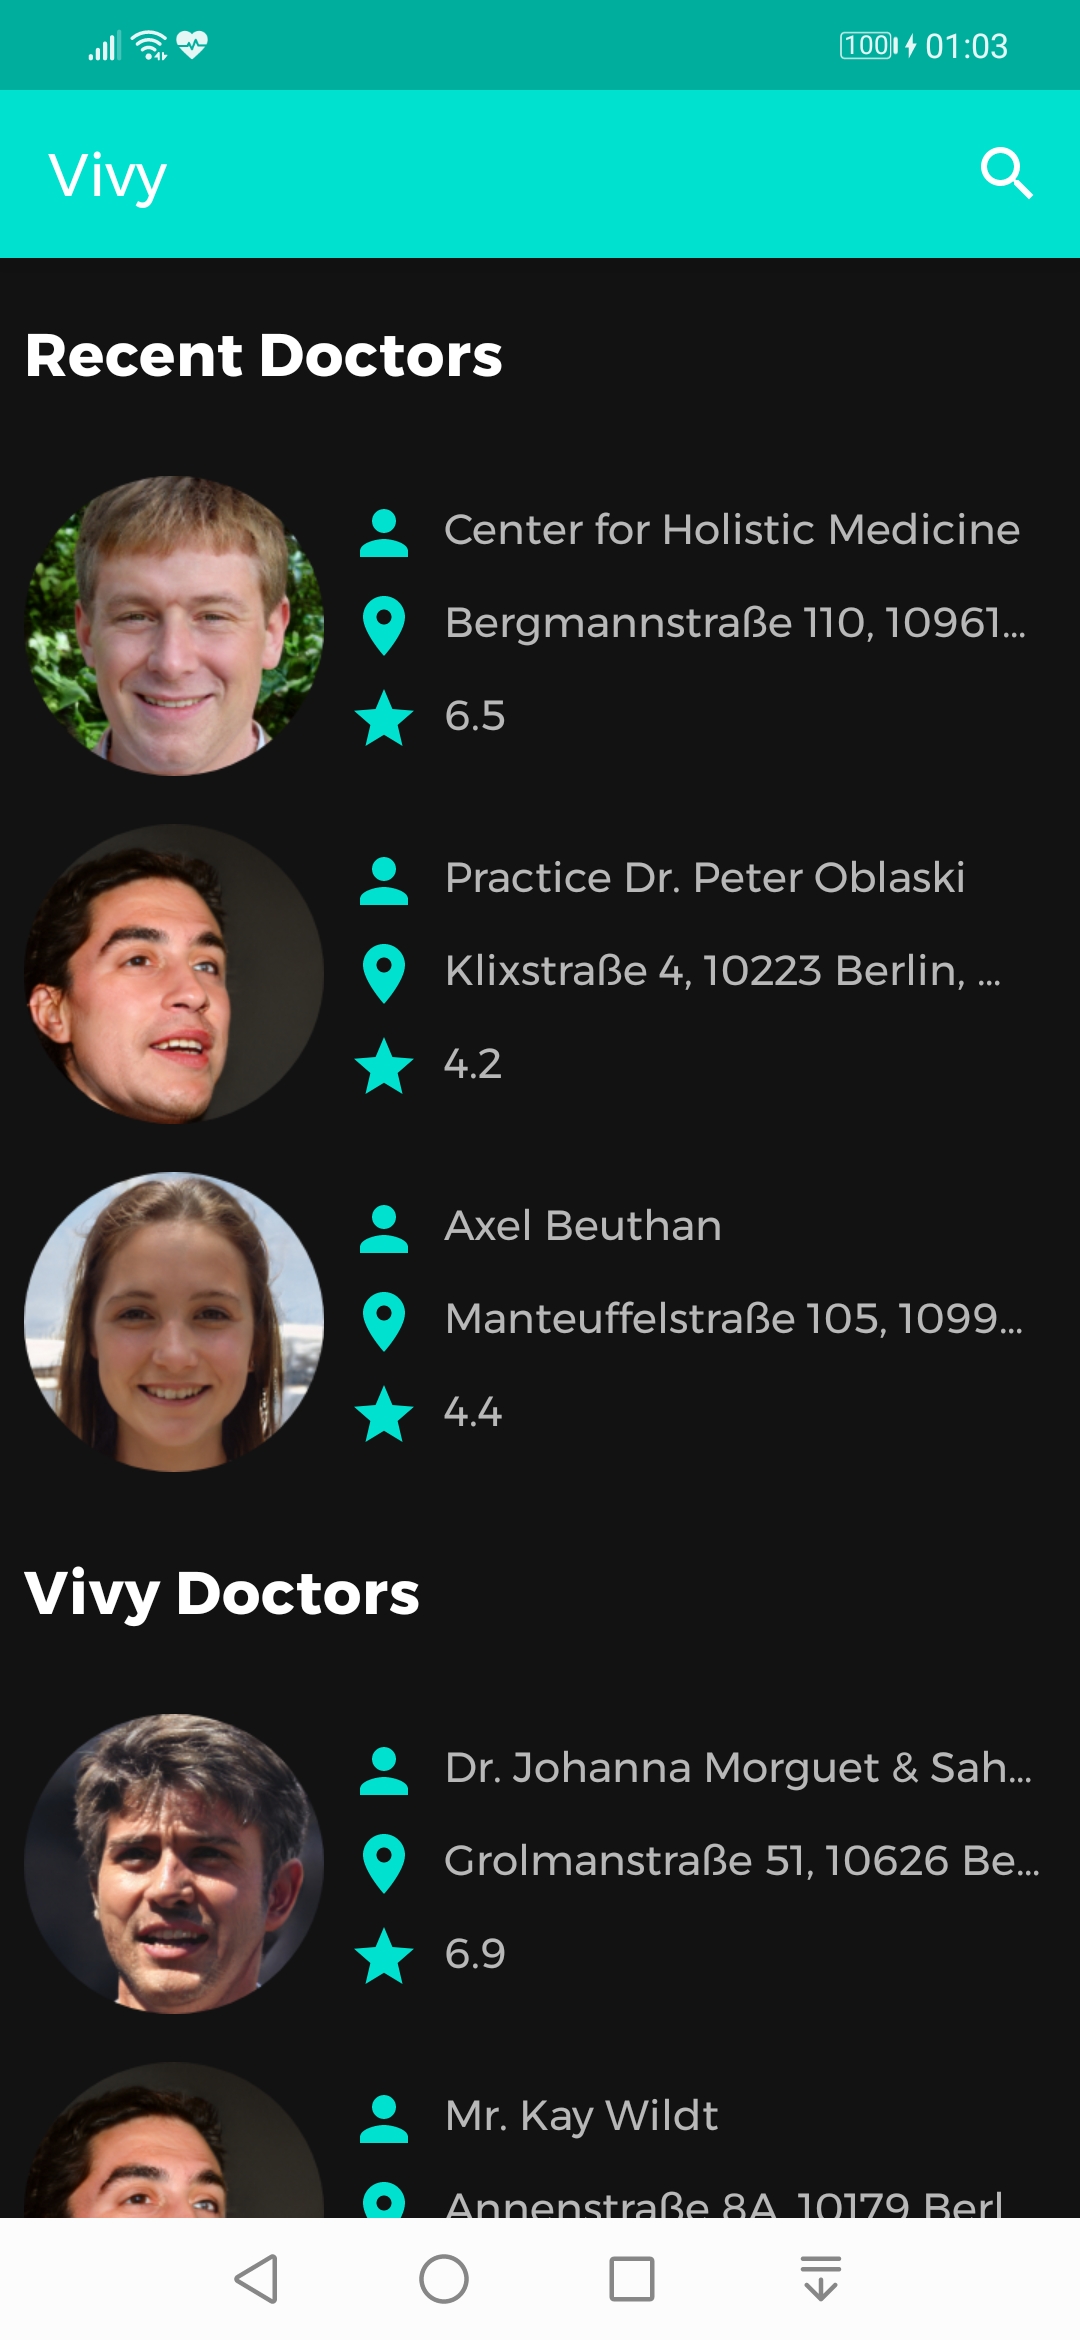 100 01:03
Vivy
Recent Doctors
Center for Holistic Medicine
Bergmannstraße 110, 10961...
6.5
Practice Dr. Peter Oblaski
Klixstraße 4, 10223 Berlin, ...
4.2
Axel Beuthan
Manteuffelstraße 105, 1099...
4.4
Vivy Doctors
Dr. Johanna Morguet & Sah...
Grolmanstraße 51, 10626 Be...
6.9
Mr. Kay Wildt
Annenstraße 8A, 10179 Berl